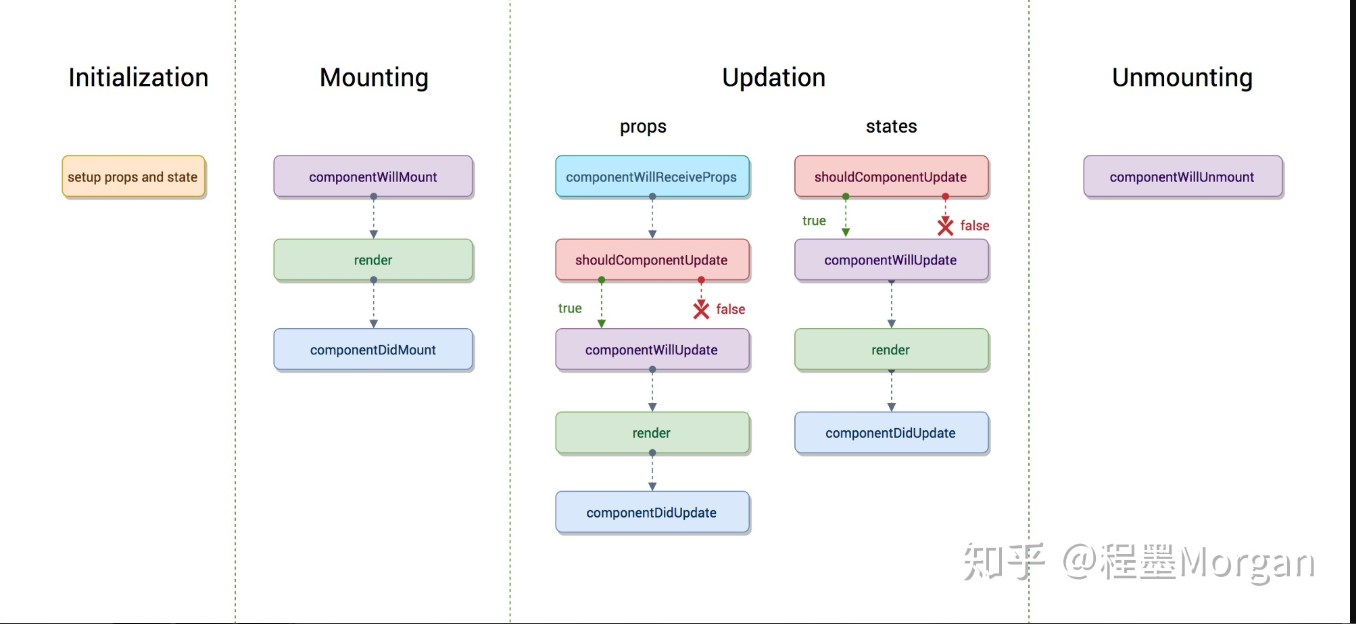 Initialization
Mounting
Updation
Unmounting
props
states
setup props and state
componentWillMount
componentWillReceiveProps
shouldComponentUpdate
componentWillUnmount
true
false
render
shouldComponentUpdate
componentWillUpdate
true
false
componentDidMount
componentWillUpdate
render
render
componentDidUpdate
componentDidUpdate
知乎 @程墨Morgan